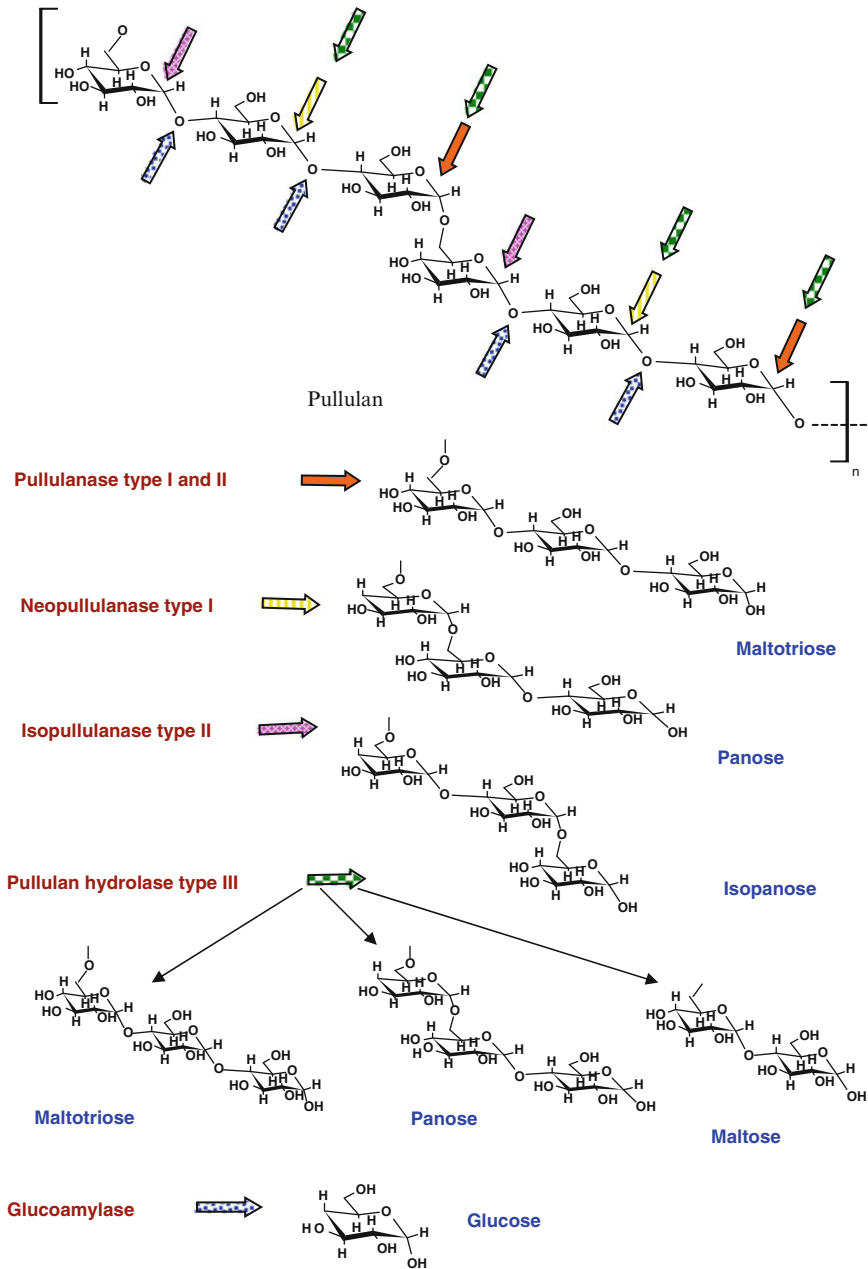 Pullulan
n
Pullulanase type I and II
Maltotriose
Neopullulanase type I
Panose
Isopullulanase type II
Isopanose
Pullulan hydrolase type III
Maltotriose
Panose
Maltose
Glucoamylase
Glucose